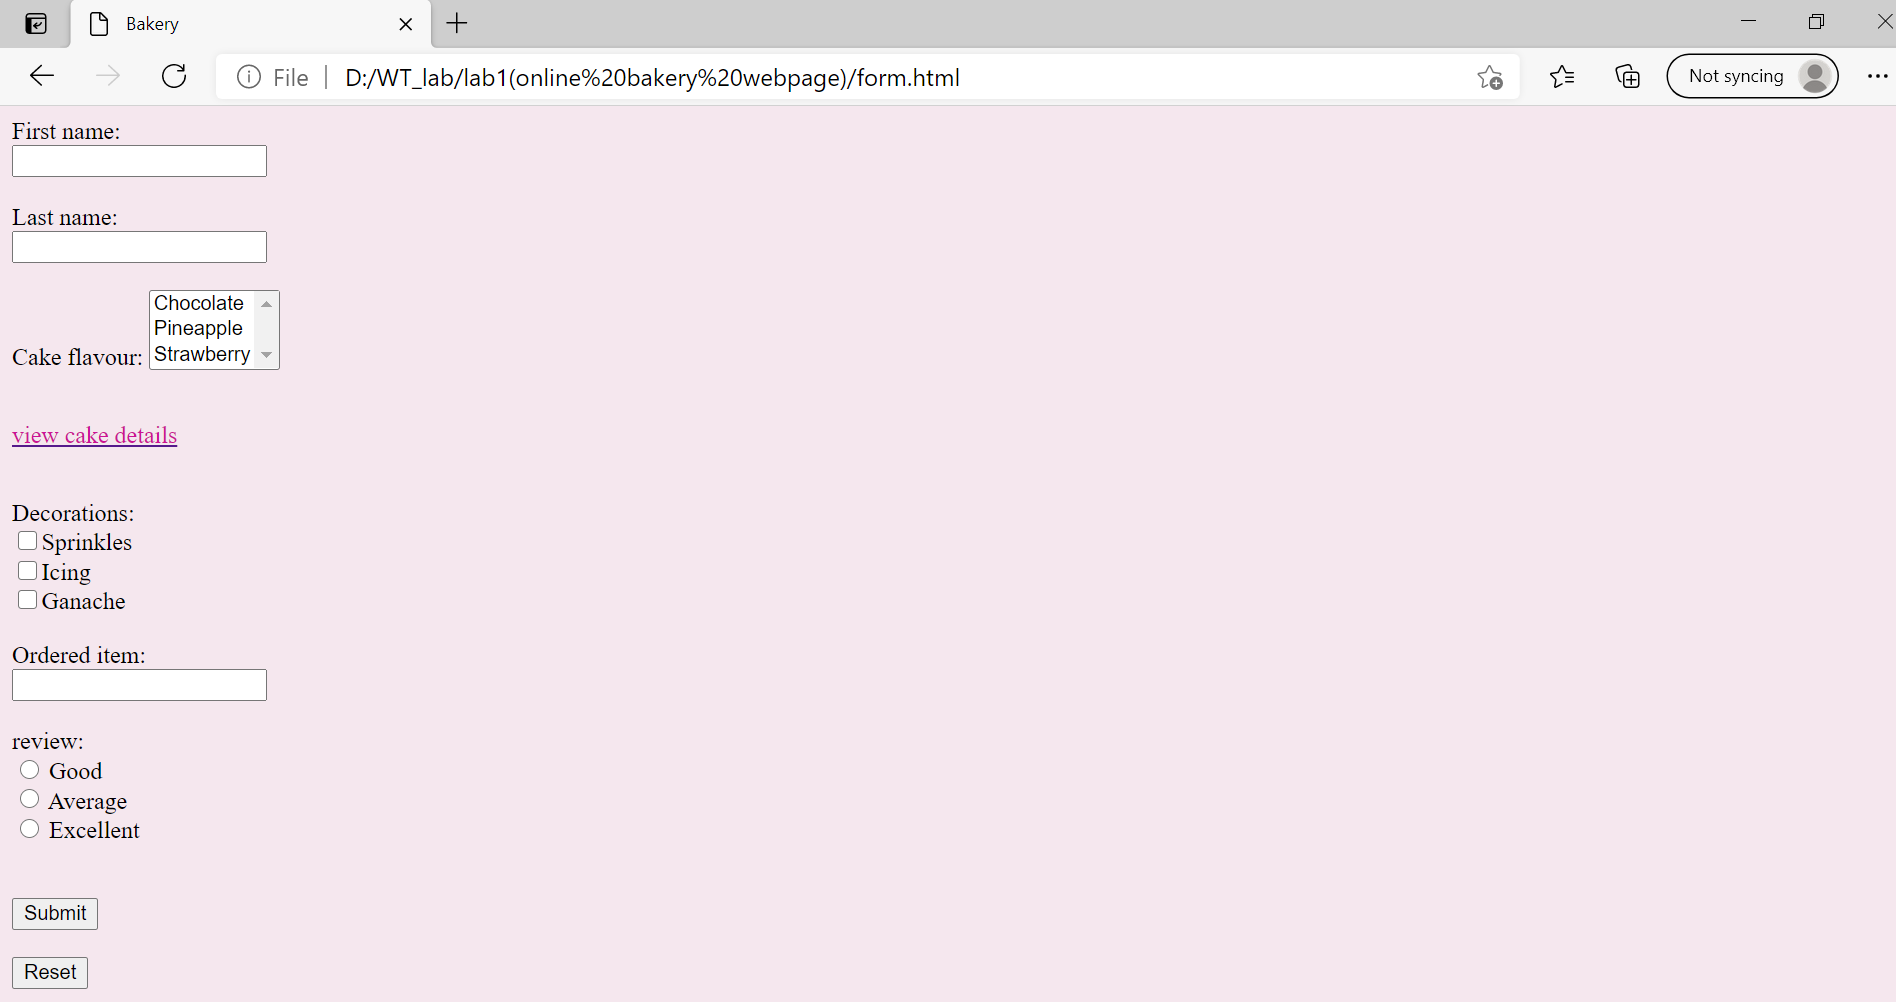 Bakery
File D:/WT_lab/lab1(online%20bakery%20webpage)/form.html Not syncing
First name:
Last name:
Chocolate
Pineapple
Strawberry
Cake flavour:
view cake details
Decorations:
Sprinkles
Icing
Ganache
Ordered item:
review:
Good
Average
Excellent
Submit
Reset